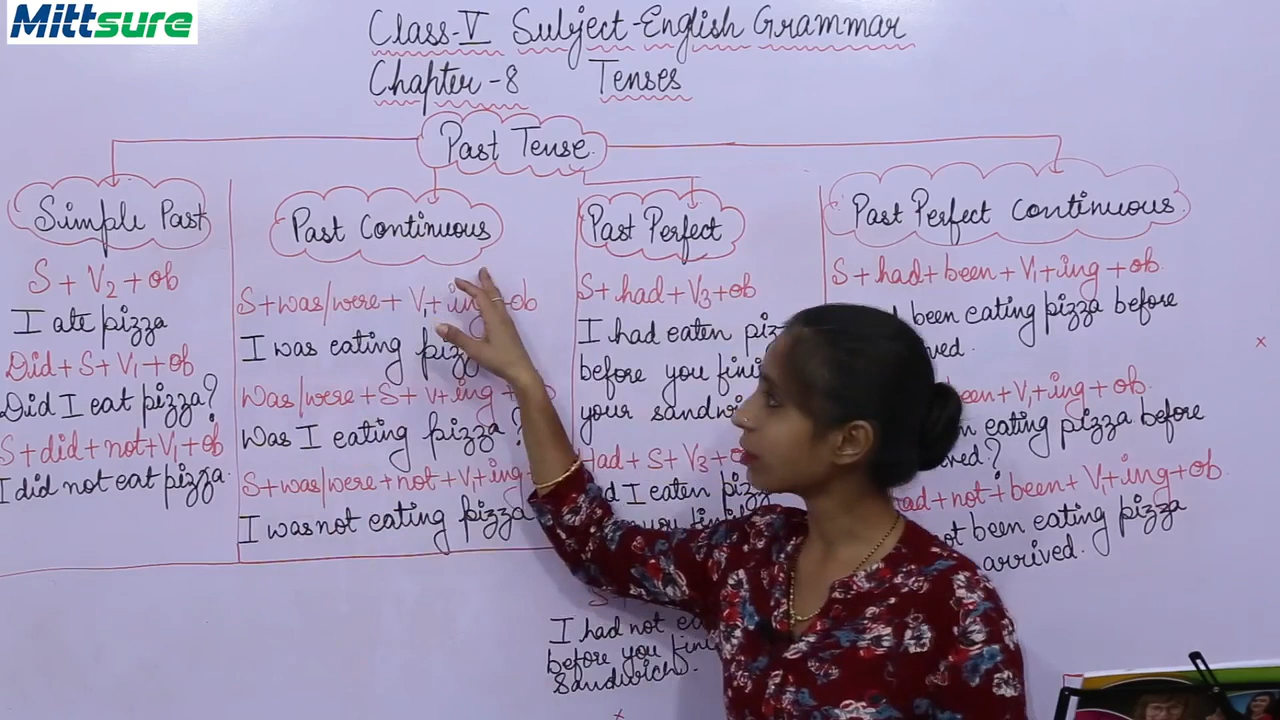 Mittsure
Class-V Subject-English Grammar
Chapter-8 Tenses
Past Tense
Simple Past
S+V2+ob
I ate pizza
Did+S+V1+ob
Did I eat pizza?
S+did+not+V1+ob
I did not eat pizza.
Past Continuous
S+was/were+V1+ing+ob
I was eating pizz
Was/were+S+V+ing+
Was I eating pizza?
S+was/were+not+V1+ing+
I was not eating pizza
Past Perfect
S+had+V3+ob
I had eaten piz
before you fini
your sandwi
Had+S+V3+o
d I eaten piz
you fini
S+
I had not ea
before you fini
Sandwich.
Past Perfect Continuous
S+had+been+V1+ing+ob.
been eating pizza before
ved.
een+V1+ing+ob.
n eating pizza before
ved?
had+not+been+V1+ing+ob.
ot been eating pizza
arrived.